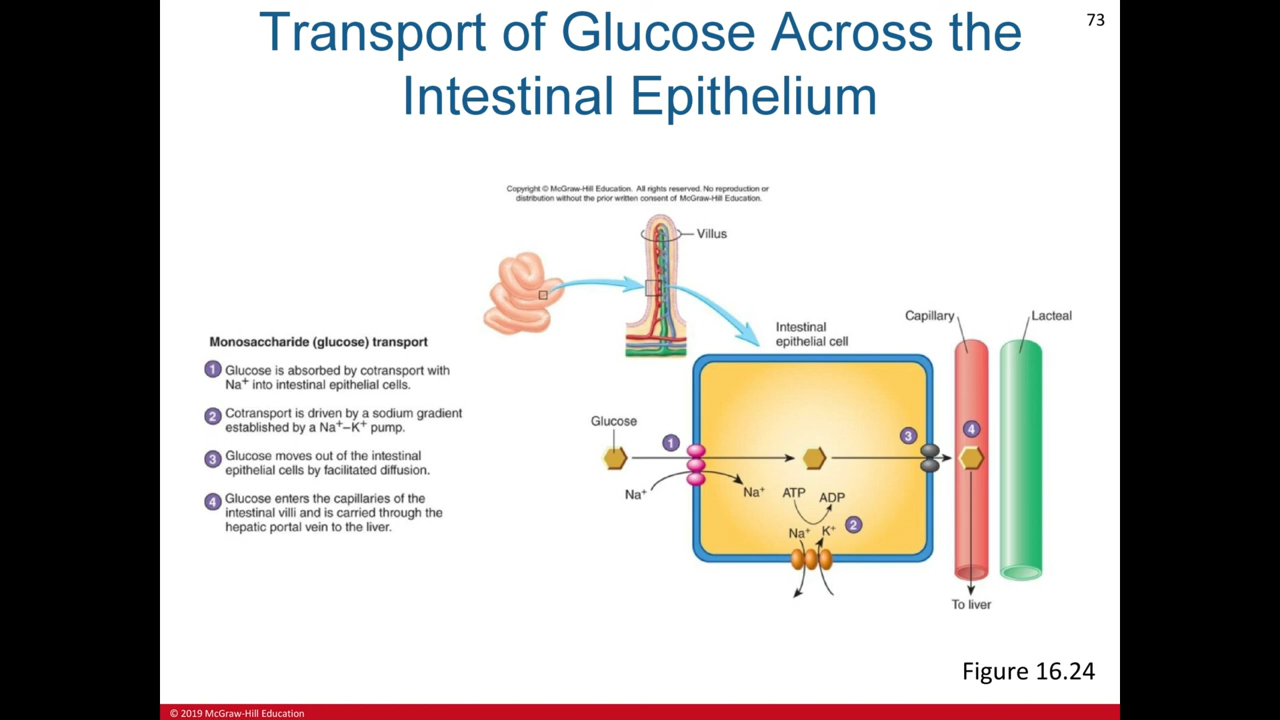 73
Transport of Glucose Across the
Intestinal Epithelium
Copyright © McGraw-Hill Education. All rights reserved. No reproduction or
distribution without the prior written consent of McGraw-Hill Education.
Villus
Intestinal
epithelial cell
Capillary
Lacteal
Monosaccharide (glucose) transport
1 Glucose is absorbed by cotransport with
Na⁺ into intestinal epithelial cells.
2 Cotransport is driven by a sodium gradient
established by a Na⁺–K⁺ pump.
3 Glucose moves out of the intestinal
epithelial cells by facilitated diffusion.
4 Glucose enters the capillaries of the
intestinal villi and is carried through the
hepatic portal vein to the liver.
Glucose
1
3
4
Na⁺
Na⁺
ATP
ADP
Na⁺
K⁺
2
To liver
Figure 16.24
© 2019 McGraw-Hill Education